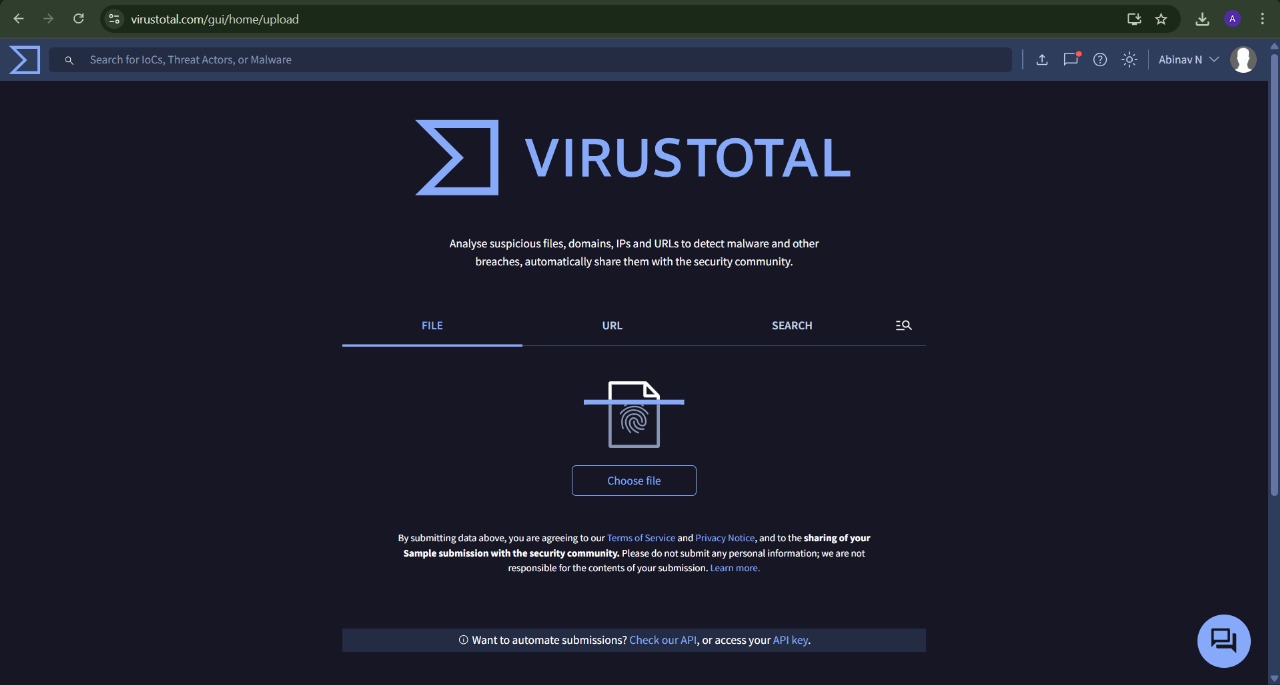 virustotal.com/gui/home/upload
A
Search for IoCs, Threat Actors, or Malware
Abinav N
VIRUSTOTAL
Analyse suspicious files, domains, IPs and URLs to detect malware and other
breaches, automatically share them with the security community.
FILE URL SEARCH
Choose file
By submitting data above, you are agreeing to our Terms of Service and Privacy Notice, and to the sharing of your
Sample submission with the security community. Please do not submit any personal information; we are not
responsible for the contents of your submission. Learn more.
Want to automate submissions? Check our API, or access your API key.